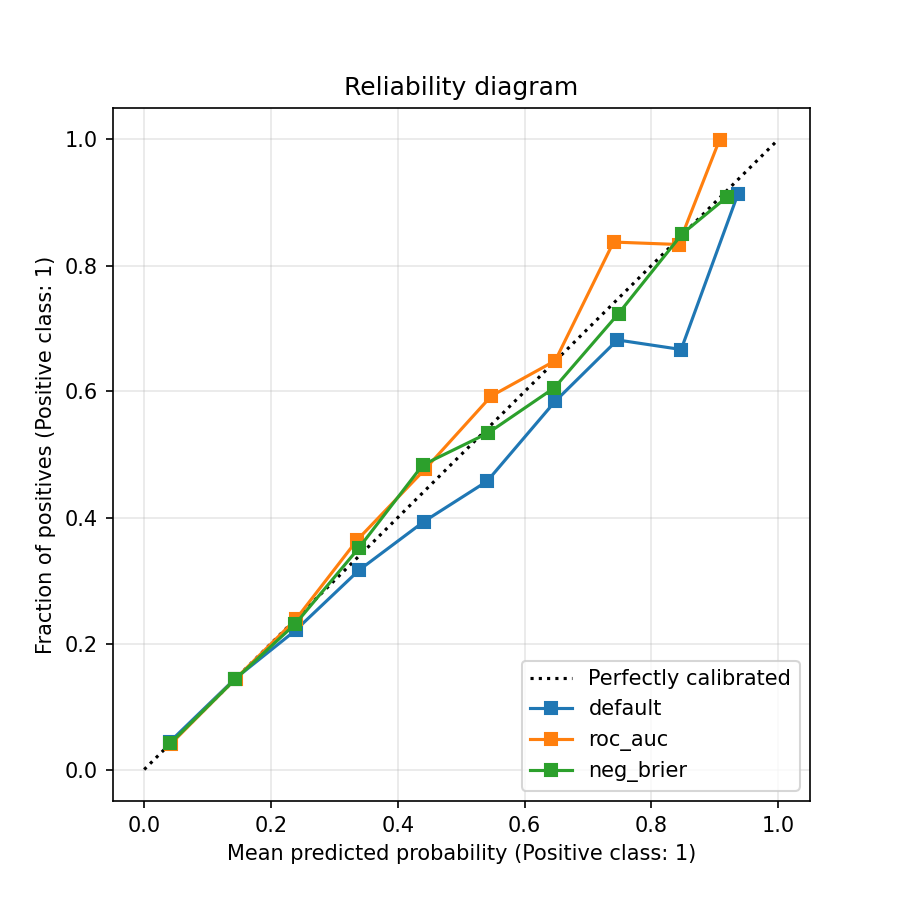 Reliability diagram
Fraction of positives (Positive class: 1)
1.0
0.8
0.6
0.4
0.2
0.0
Perfectly calibrated
default
roc_auc
neg_brier
0.0 0.2 0.4 0.6 0.8 1.0
Mean predicted probability (Positive class: 1)